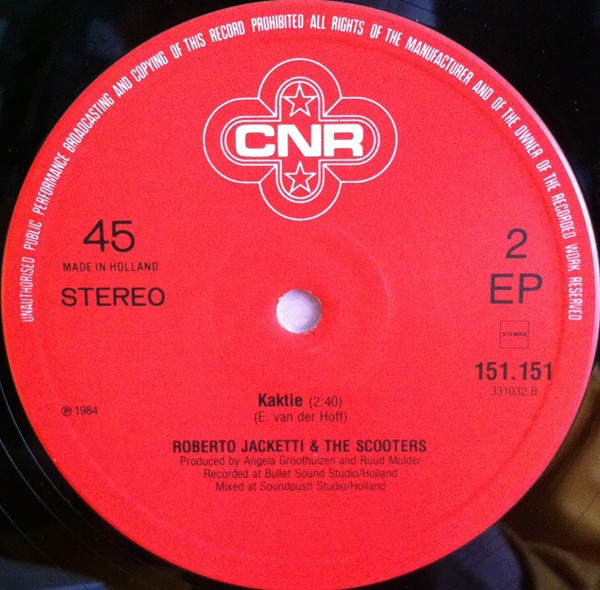 UNAUTHORISED PUBLIC PERFORMANCE BROADCASTING AND COPYING OF THIS RECORD PROHIBITED · ALL RIGHTS OF THE MANUFACTURER AND OF THE OWNER OF THE RECORDED WORK RESERVED
CNR
45
MADE IN HOLLAND
STEREO
2
EP
STEMRA
151.151
331032 B
℗ 1984
Kaktie (2:40)
(E. van der Hoff)
ROBERTO JACKETTI & THE SCOOTERS
Produced by Angela Groothuizen and Ruud Mulder
Recorded at Bullet Sound Studio/Holland
Mixed at Soundpush Studio/Holland